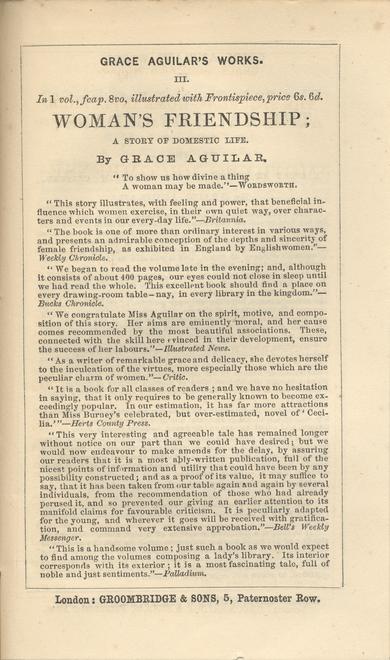 GRACE AGUILAR'S WORKS.
III.
In 1 vol., fcap. 8vo, illustrated with Frontispiece, price 6s. 6d.
WOMAN'S FRIENDSHIP;
A STORY OF DOMESTIC LIFE.
By GRACE AGUILAR.
"To show us how divine a thing
A woman may be made."—WORDSWORTH.
"This story illustrates, with feeling and power, that beneficial in-
fluence which women exercise, in their own quiet way, over charac-
ters and events in our every-day life."—Britannia.
"The book is one of more than ordinary interest in various ways,
and presents an admirable conception of the depths and sincerity of
female friendship, as exhibited in England by Englishwomen."—
Weekly Chronicle.
"We began to read the volume late in the evening; and, although
it consists of about 400 pages, our eyes could not close in sleep until
we had read the whole. This excellent book should find a place on
every drawing-room table—nay, in every library in the kingdom."—
Bucks Chronicle.
"We congratulate Miss Aguilar on the spirit, motive, and compo-
sition of this story. Her aims are eminently moral, and her cause
comes recommended by the most beautiful associations. These,
connected with the skill here evinced in their development, ensure
the success of her labours."—Illustrated News.
"As a writer of remarkable grace and delicacy, she devotes herself
to the inculcation of the virtues, more especially those which are the
peculiar charm of women."—Critic.
"It is a book for all classes of readers; and we have no hesitation
in saying, that it only requires to be generally known to become ex-
ceedingly popular. In our estimation, it has far more attractions
than Miss Burney's celebrated, but over-estimated, novel of 'Ceci-
lia.'"—Herts County Press.
"This very interesting and agreeable tale has remained longer
without notice on our part than we could have desired; but we
would now endeavour to make amends for the delay, by assuring
our readers that it is a most ably-written publication, full of the
nicest points of information and utility that could have been by any
possibility constructed; and as a proof of its value, it may suffice to
say, that it has been taken from our table again and again by several
individuals, from the recommendation of those who had already
perused it, and so prevented our giving an earlier attention to its
manifold claims for favourable criticism. It is peculiarly adapted
for the young, and wherever it goes will be received with gratifica-
tion, and command very extensive approbation."—Bell's Weekly
Messenger.
"This is a handsome volume; just such a book as we would expect
to find among the volumes composing a lady's library. Its interior
corresponds with its exterior; it is a most fascinating tale, full of
noble and just sentiments."—Palladium.
London: GROOMBRIDGE & SONS, 5, Paternoster Row.